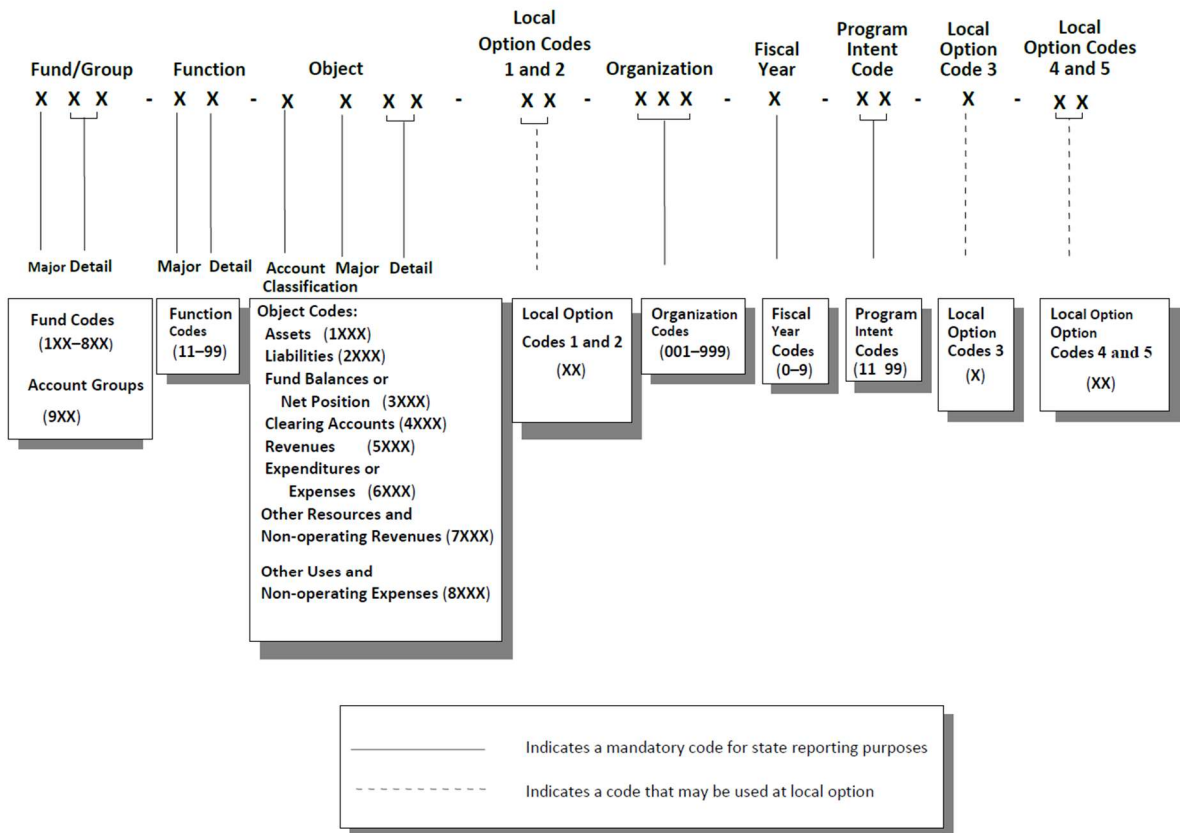 Local
Option Codes
1 and 2
Program
Intent
Code
Local
Option
Code 3
Local
Option Codes
4 and 5
Fund/Group
Function
Object
Organization
Fiscal
Year
X X X - X X - X X X X - X X - X X X - X - X X - X - X X
Major Detail
Major Detail
Account
Classification
Major
Detail
Fund Codes
(1XX–8XX)
Account Groups
(9XX)
Function
Codes
(11–99)
Object Codes:
Assets (1XXX)
Liabilities (2XXX)
Fund Balances or
Net Position (3XXX)
Clearing Accounts (4XXX)
Revenues (5XXX)
Expenditures or
Expenses (6XXX)
Other Resources and
Non-operating Revenues (7XXX)
Other Uses and
Non-operating Expenses (8XXX)
Local Option
Codes 1 and 2
(XX)
Organization
Codes
(001–999)
Fiscal
Year
Codes
(0–9)
Program
Intent
Codes
(11 99)
Local
Option
Codes 3
(X)
Local Option
Option
Codes 4 and 5
(XX)
Indicates a mandatory code for state reporting purposes
Indicates a code that may be used at local option